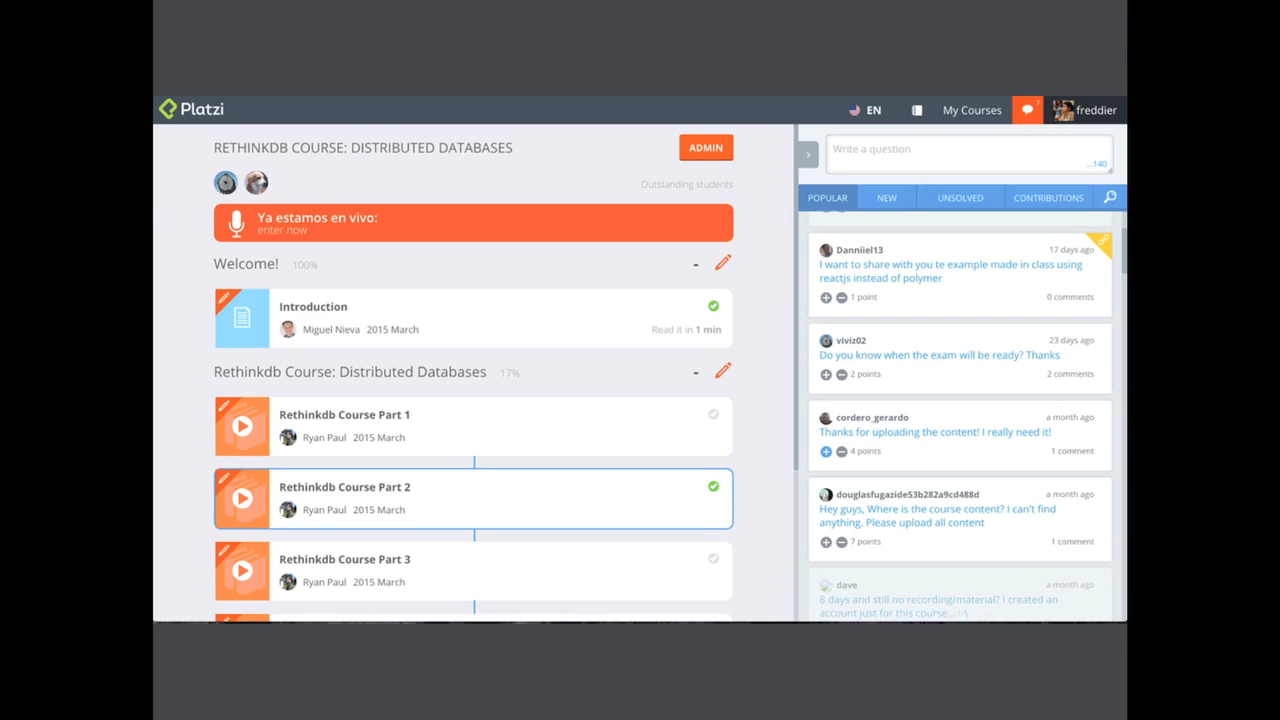 Platzi
EN
My Courses
7
freddier
RETHINKDB COURSE: DISTRIBUTED DATABASES
ADMIN
Outstanding students
Ya estamos en vivo:
enter now
Welcome! 100%
-
Introduction
Miguel Nieva 2015 March
Read it in 1 min
Rethinkdb Course: Distributed Databases 17%
-
Rethinkdb Course Part 1
Ryan Paul 2015 March
Rethinkdb Course Part 2
Ryan Paul 2015 March
Rethinkdb Course Part 3
Ryan Paul 2015 March
Write a question
...140
POPULAR
NEW
UNSOLVED
CONTRIBUTIONS
Danniiel13
17 days ago
I want to share with you te example made in class using
reactjs instead of polymer
1 point
0 comments
viviz02
23 days ago
Do you know when the exam will be ready? Thanks
2 points
2 comments
cordero_gerardo
a month ago
Thanks for uploading the content! I really need it!
4 points
1 comment
douglasfugazide53b282a9cd488d
a month ago
Hey guys, Where is the course content? I can't find
anything. Please upload all content
7 points
1 comment
dave
a month ago
8 days and still no recording/material? I created an
account just for this course... :-\